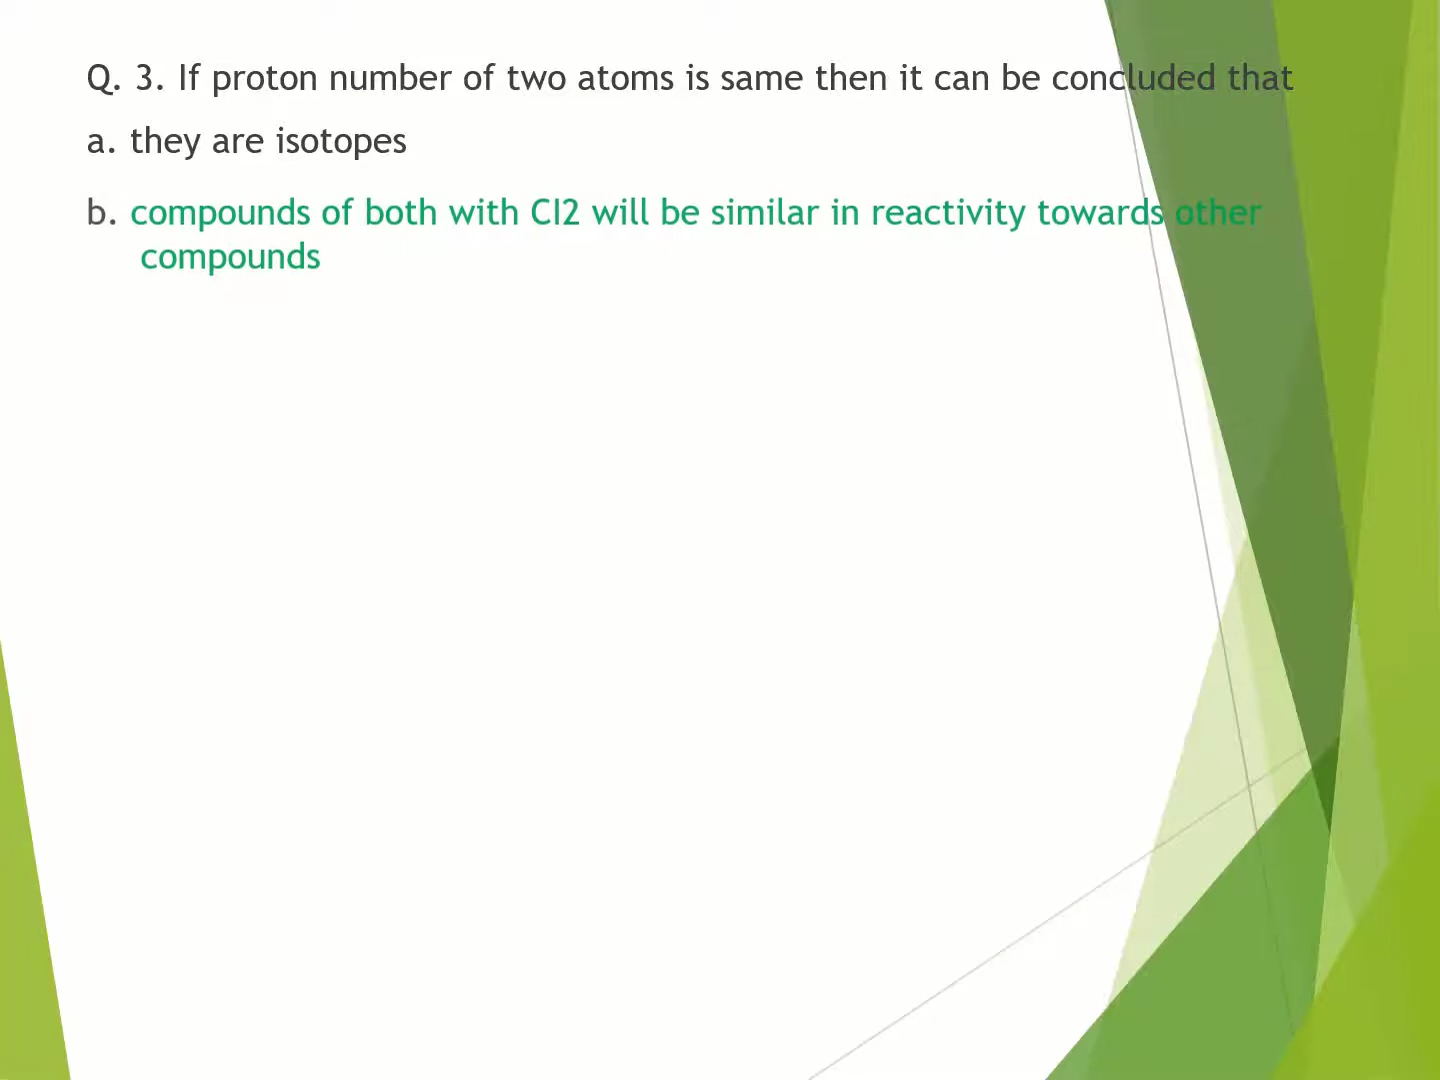 Q. 3. If proton number of two atoms is same then it can be concluded that
a. they are isotopes
b. compounds of both with CI2 will be similar in reactivity towards other
compounds